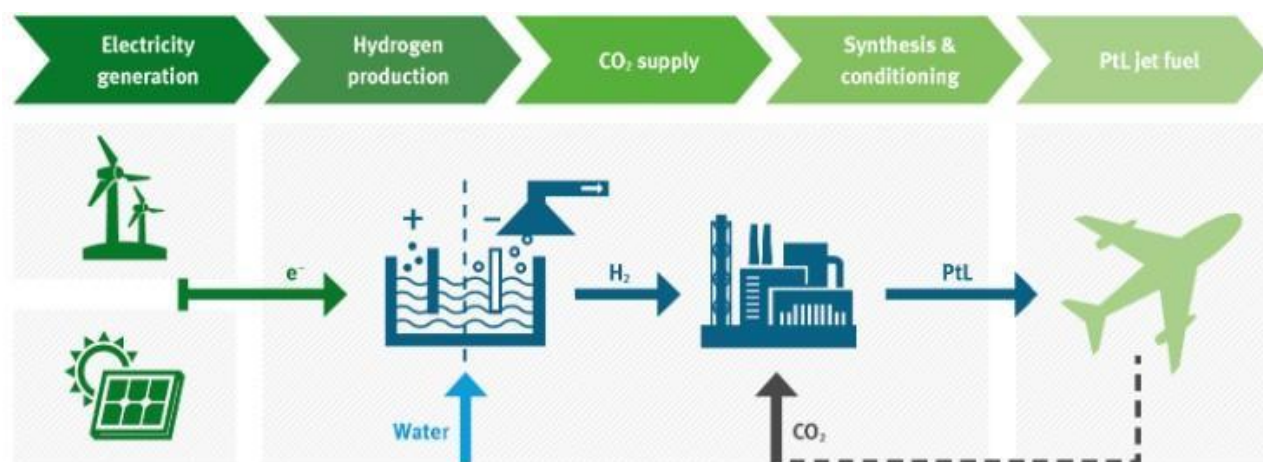 Electricity
generation
Hydrogen
production
CO₂ supply
Synthesis &
conditioning
PtL jet fuel
+
−
e⁻
H₂
PtL
Water
CO₂